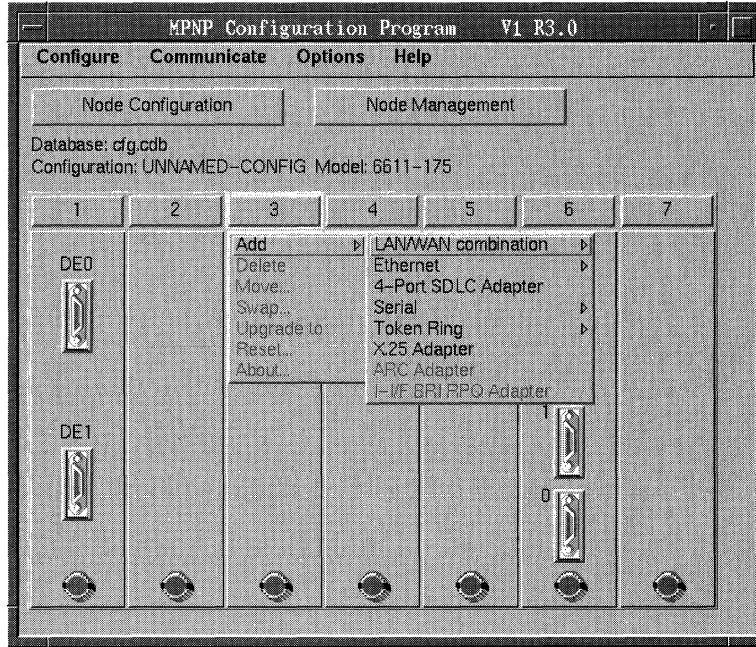 MPNP Configuration Program V1 R3.0
Configure Communicate Options Help
Node Configuration Node Management
Database: cfg.cdb
Configuration: UNNAMED-CONFIG Model: 6611-175
1 2 3 4 5 6 7
DE0
Add
Delete
Move...
Swap...
Upgrade to
Reset...
About...
LAN/WAN combination
Ethernet
4-Port SDLC Adapter
Serial
Token Ring
X.25 Adapter
ARC Adapter
I-I/F BRI RPQ Adapter
1
DE1
0